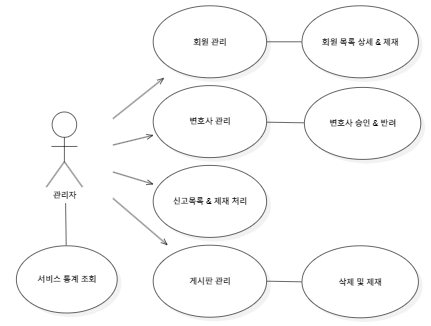 회원 관리
회원 목록 상세 & 제재
변호사 관리
변호사 승인 & 반려
관리자
신고목록 & 제재 처리
서비스 통계 조회
게시판 관리
삭제 및 제재